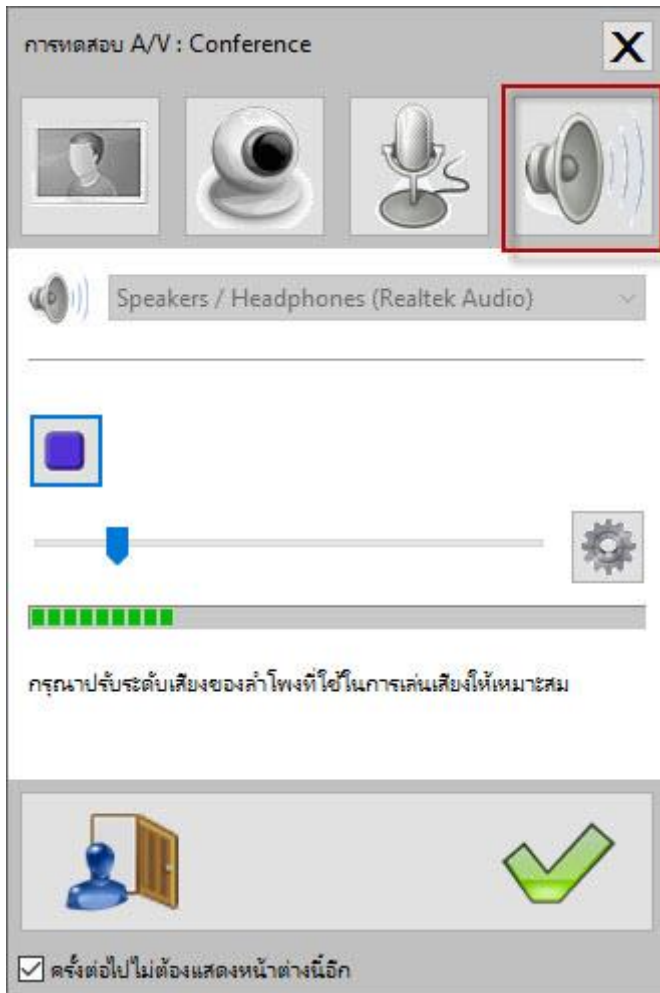 การทดสอบ A/V : Conference
X
Speakers / Headphones (Realtek Audio)
กรุณาปรับระดับเสียงของลำโพงที่ใช้ในการเล่นเสียงให้เหมาะสม
ครั้งต่อไปไม่ต้องแสดงหน้าต่างนี้อีก